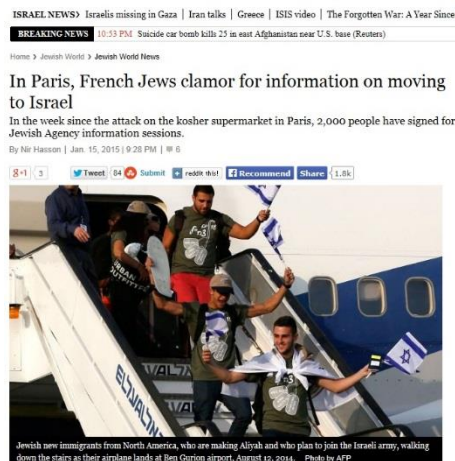 ISRAEL NEWS> Israelis missing in Gaza | Iran talks | Greece | ISIS video | The Forgotten War: A Year Since
BREAKING NEWS 10:53 PM Suicide car bomb kills 25 in east Afghanistan near U.S. base (Reuters)
Home > Jewish World > Jewish World News
In Paris, French Jews clamor for information on moving
to Israel
In the week since the attack on the kosher supermarket in Paris, 2,000 people have signed for
Jewish Agency information sessions.
By Nir Hasson | Jan. 15, 2015 | 9:28 PM | 6
g+1 3 Tweet 84 Submit reddit this! Recommend Share 1.8k
URBAN
OUTFITTERS
Jewish new immigrants from North America, who are making Aliyah and who plan to join the Israeli army, walking
down the stairs as their airplane lands at Ben Gurion airport, August 12, 2014. Photo by AFP